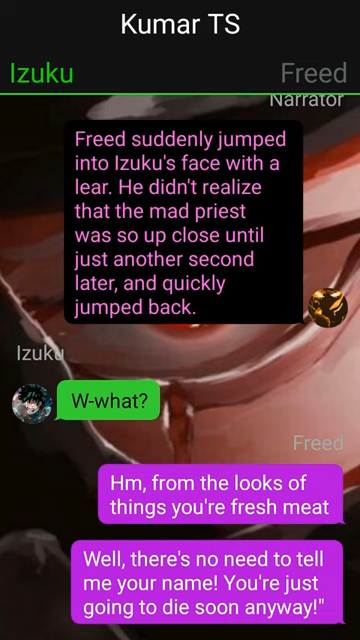 Kumar TS
Izuku
Freed
Narrator
Freed suddenly jumped
into Izuku's face with a
lear. He didn't realize
that the mad priest
was so up close until
just another second
later, and quickly
jumped back.
Izuku
W-what?
Freed
Hm, from the looks of
things you're fresh meat
Well, there's no need to tell
me your name! You're just
going to die soon anyway!"